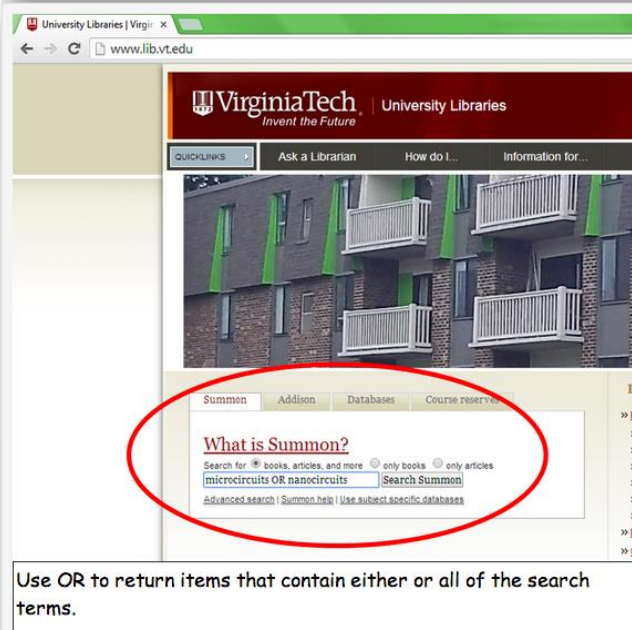 University Libraries | Virgir ×
www.lib.vt.edu
1872 VirginiaTech University Libraries
Invent the Future
QUICKLINKS Ask a Librarian How do I... Information for...
Summon Addison Databases Course reserves
What is Summon?
Search for books, articles, and more only books only articles
microcircuits OR nanocircuits Search Summon
Advanced search | Summon help | Use subject specific databases
Use OR to return items that contain either or all of the search
terms.